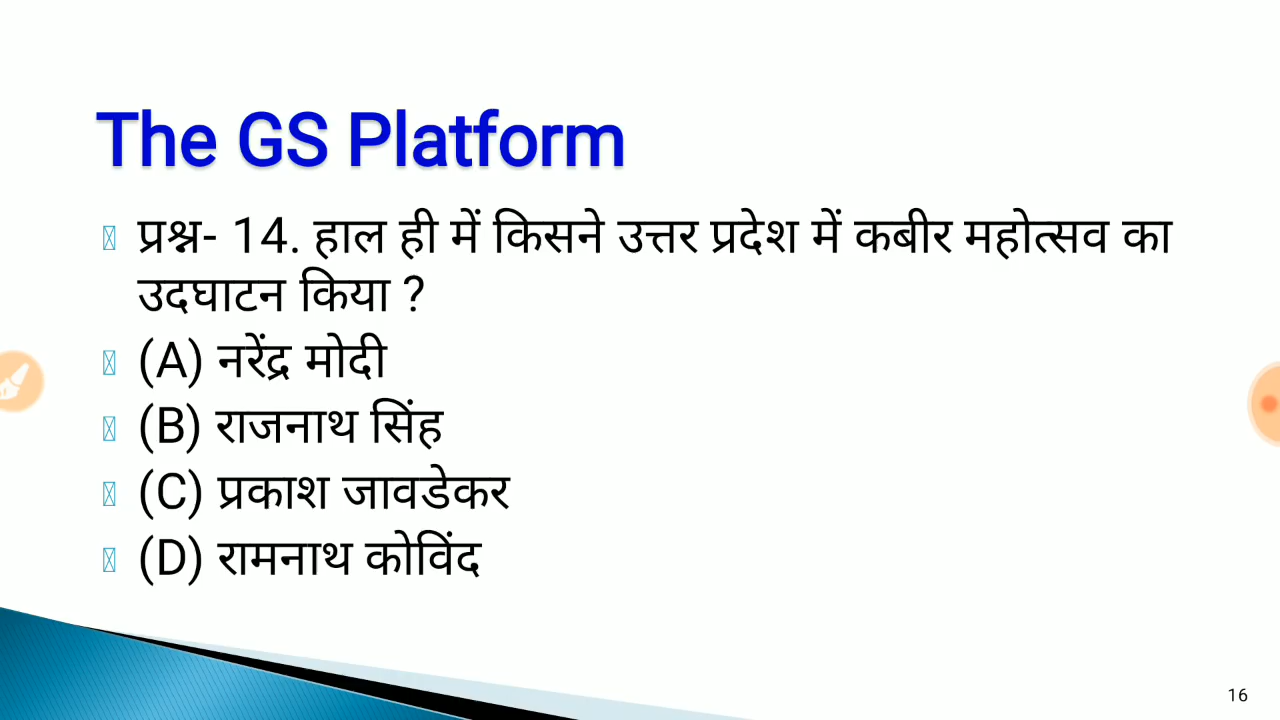 The GS Platform
प्रश्न- 14. हाल ही में किसने उत्तर प्रदेश में कबीर महोत्सव का
उदघाटन किया ?
(A) नरेंद्र मोदी
(B) राजनाथ सिंह
(C) प्रकाश जावडेकर
(D) रामनाथ कोविंद
16